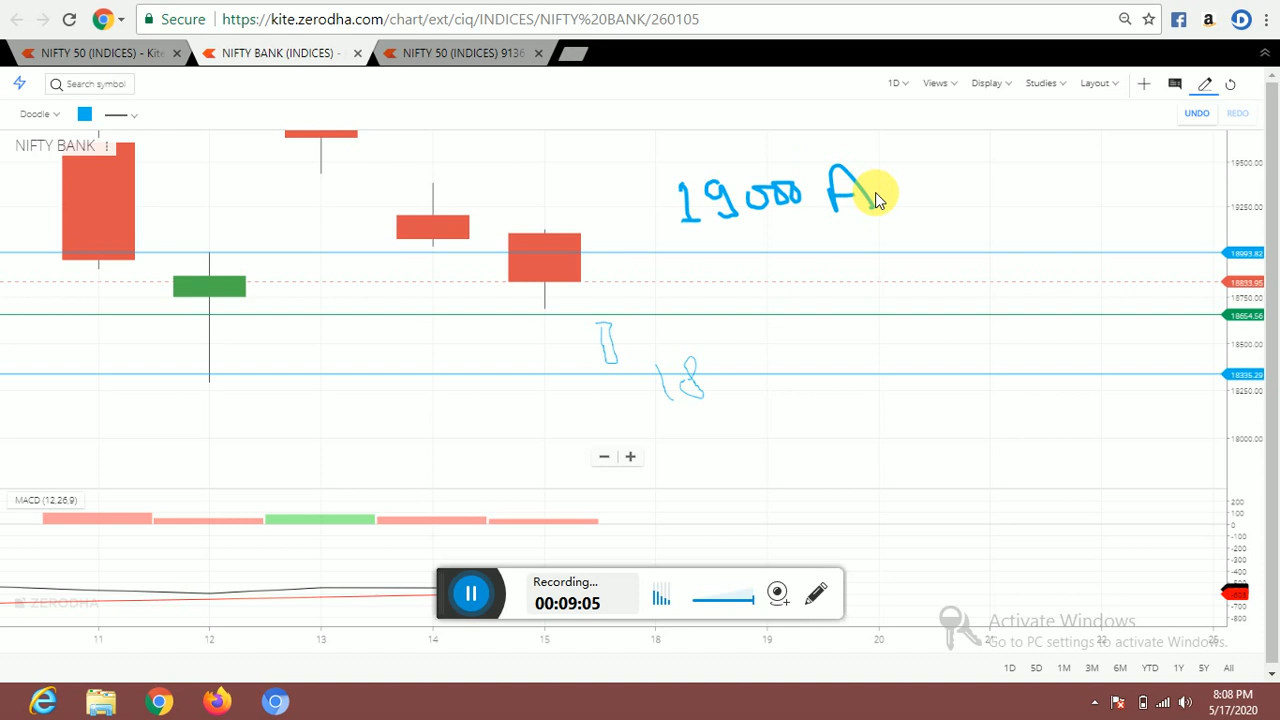 Secure https://kite.zerodha.com/chart/ext/ciq/INDICES/NIFTY%20BANK/260105
NIFTY 50 (INDICES) - Kite
NIFTY BANK (INDICES) -
NIFTY 50 (INDICES) 9136
Search symbol
1D Views Display Studies Layout
Doodle
UNDO REDO
NIFTY BANK
19500.00
19000 A
19250.00
18993.82
18833.95
18750.00
18654.56
18500.00
18335.29
18
18250.00
18000.00
MACD (12,26,9)
200
100
0
-100
-200
-300
-400
-600
-700
-800
Recording...
00:09:05
ZERODHA
Activate Windows
Go to PC settings to activate Windows.
11 12 13 14 15 18 19 20 21 22
1D 5D 1M 3M 6M YTD 1Y 5Y All
8:08 PM
5/17/2020